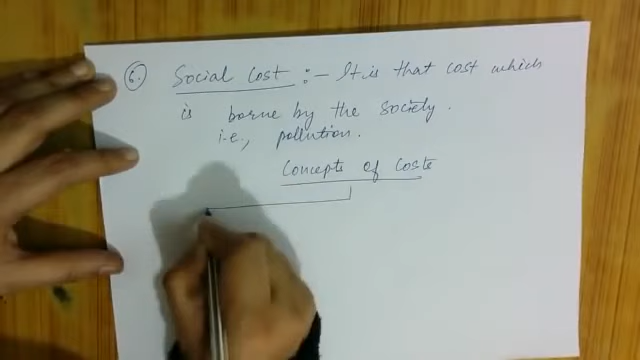 6. Social Cost :- It is that cost which
is borne by the society.
i.e., pollution.
Concepts of Costs